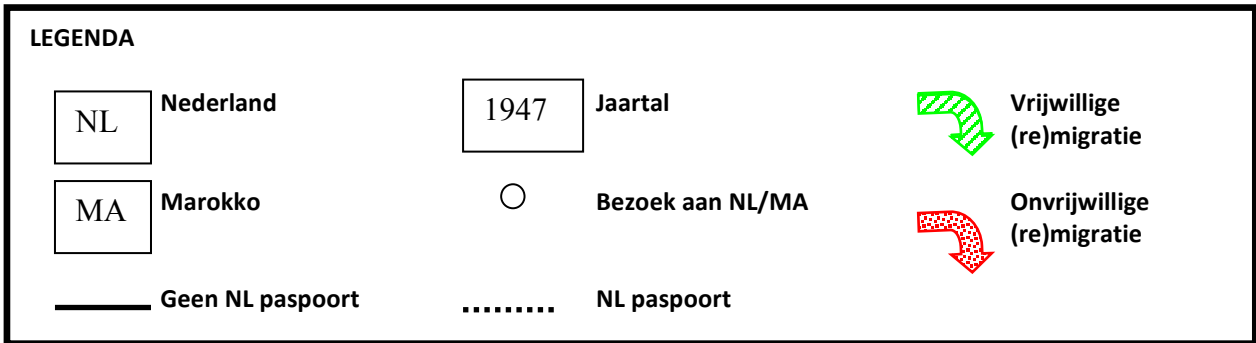 LEGENDA
NL Nederland 1947 Jaartal Vrijwillige
(re)migratie
MA Marokko Bezoek aan NL/MA Onvrijwillige
(re)migratie
Geen NL paspoort NL paspoort